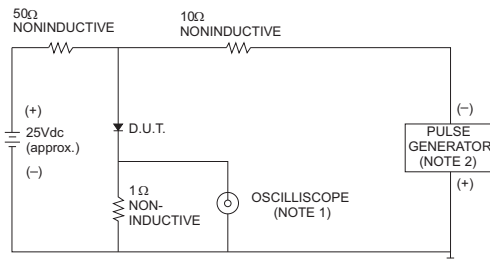 50Ω
NONINDUCTIVE
10Ω
NONINDUCTIVE
(+)
25Vdc
(approx.)
(–)
D.U.T.
1Ω
NON-
INDUCTIVE
OSCILLISCOPE
(NOTE 1)
(–)
PULSE
GENERATOR
(NOTE 2)
(+)